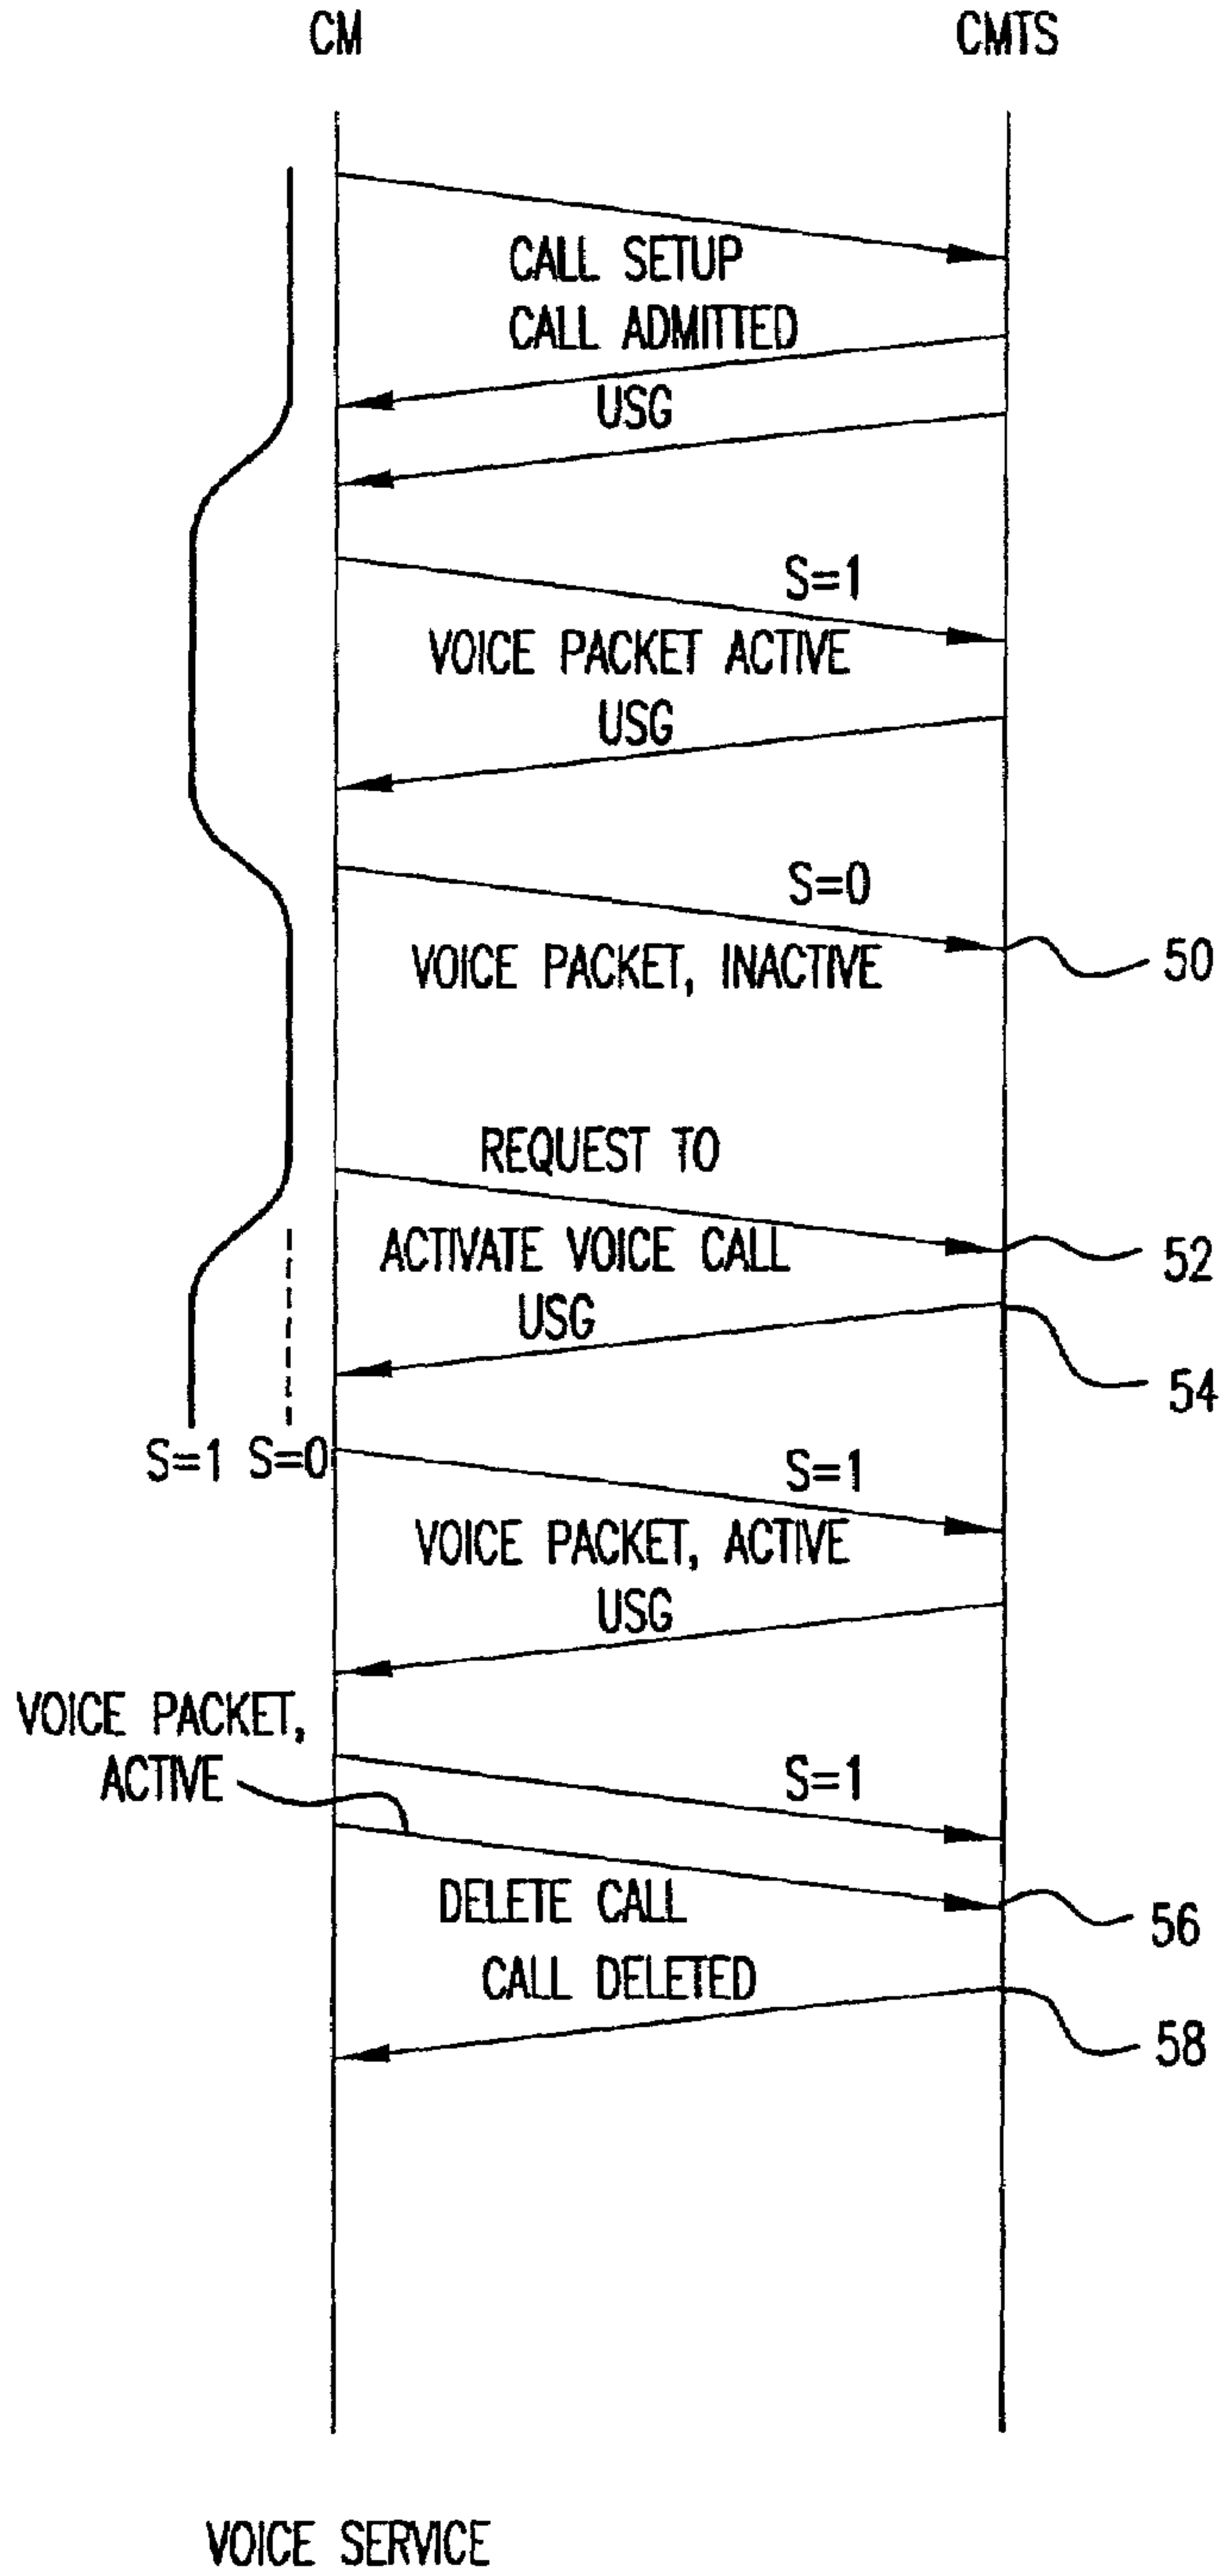 CM
CMTS
CALL SETUP
CALL ADMITTED
USG
S=1
VOICE PACKET ACTIVE
USG
S=0
VOICE PACKET, INACTIVE
50
REQUEST TO
ACTIVATE VOICE CALL
52
USG
54
S=1 S=0
S=1
VOICE PACKET, ACTIVE
USG
VOICE PACKET,
ACTIVE
S=1
DELETE CALL
56
CALL DELETED
58
VOICE SERVICE